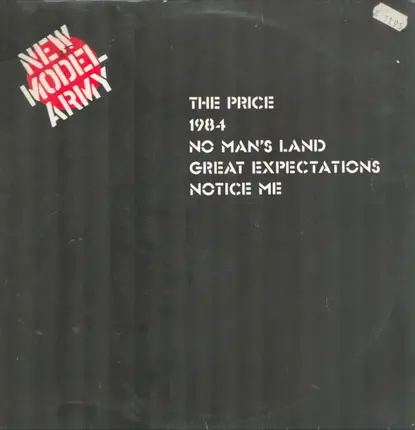 NEW
MODEL
ARMY
THE PRICE
1984
NO MAN'S LAND
GREAT EXPECTATIONS
NOTICE ME